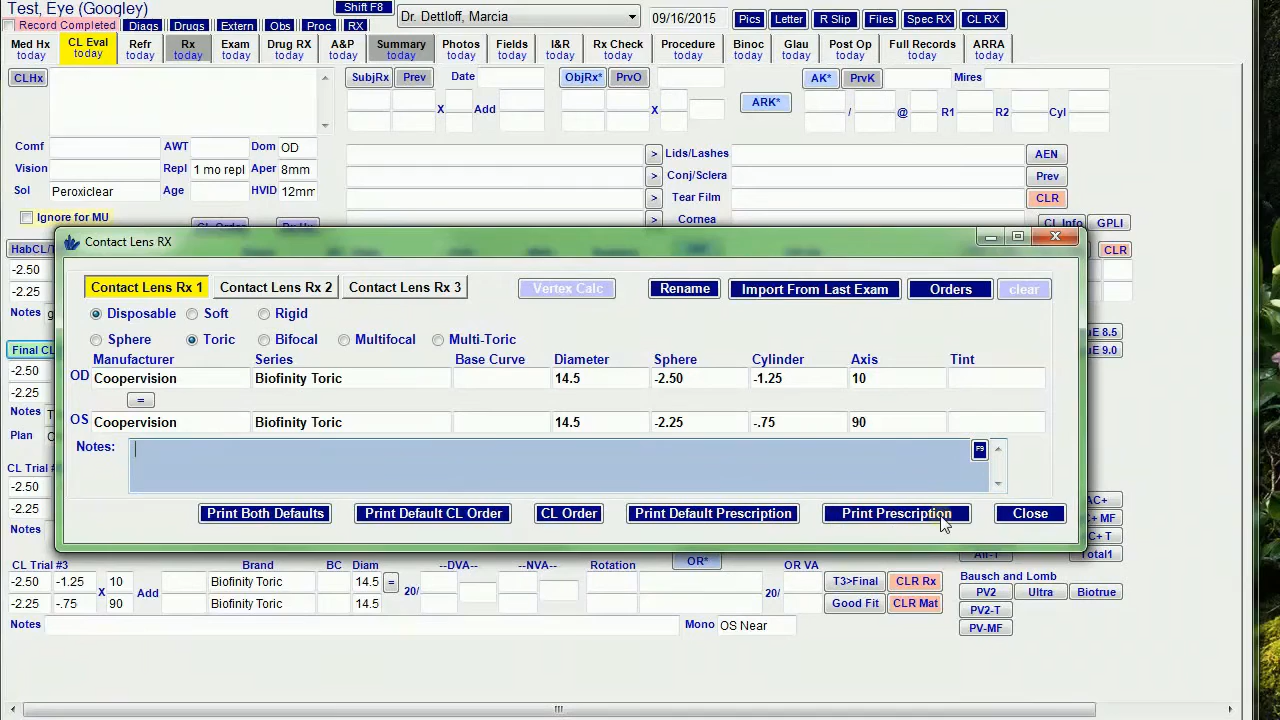 Test, Eye (Googley)
Shift F8
Dr. Dettloff, Marcia
09/16/2015
Pics
Letter
R Slip
Files
Spec RX
CL RX
Record Completed
Diags
Drugs
Extern
Obs
Proc
RX
Med Hx today
CL Eval today
Refr today
Rx today
Exam today
Drug RX today
A&P today
Summary today
Photos today
Fields today
I&R today
Rx Check today
Procedure today
Binoc today
Glau today
Post Op today
Full Records today
ARRA today
CLHx
SubjRx
Prev
Date
ObjRx*
PrvO
AK*
PrvK
Mires
X
Add
X
ARK*
/
@
R1
R2
Cyl
Comf
AWT
Dom
OD
> Lids/Lashes
AEN
Vision
Repl
1 mo repl
Aper
8mm
> Conj/Sclera
Prev
Sol
Peroxiclear
Age
HVID
12mm
> Tear Film
CLR
Ignore for MU
> Cornea
CL Info
GPLI
HabCL/T
CLR
-2.50
-2.25
Notes
Final CL
-2.50
-2.25
Notes
Plan
CL Trial #
-2.50
-2.25
Notes
Contact Lens RX
Contact Lens Rx 1
Contact Lens Rx 2
Contact Lens Rx 3
Vertex Calc
Rename
Import From Last Exam
Orders
clear
Disposable
Soft
Rigid
Sphere
Toric
Bifocal
Multifocal
Multi-Toric
Manufacturer
Series
Base Curve
Diameter
Sphere
Cylinder
Axis
Tint
OD
Coopervision
Biofinity Toric
14.5
-2.50
-1.25
10
=
OS
Coopervision
Biofinity Toric
14.5
-2.25
-.75
90
Notes:
F9
Print Both Defaults
Print Default CL Order
CL Order
Print Default Prescription
Print Prescription
Close
E 8.5
E 9.0
AC+
+ MF
+ T
Total1
CL Trial #3
Brand
BC
Diam
--DVA--
--NVA--
Rotation
OR*
OR VA
-2.50
-1.25
X
10
Add
Biofinity Toric
14.5
=
20/
20/
T3>Final
CLR Rx
-2.25
-.75
90
Biofinity Toric
14.5
Good Fit
CLR Mat
Notes
Mono
OS Near
Bausch and Lomb
PV2
Ultra
Biotrue
PV2-T
PV-MF